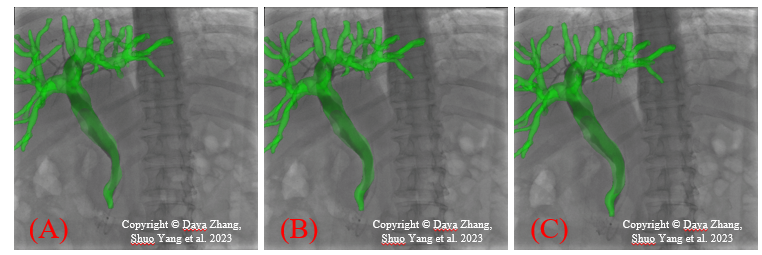 (A)
Copyright © Daya Zhang,
Shuo Yang et al. 2023
(B)
Copyright © Daya Zhang,
Shuo Yang et al. 2023
(C)
Copyright © Daya Zhang,
Shuo Yang et al. 2023